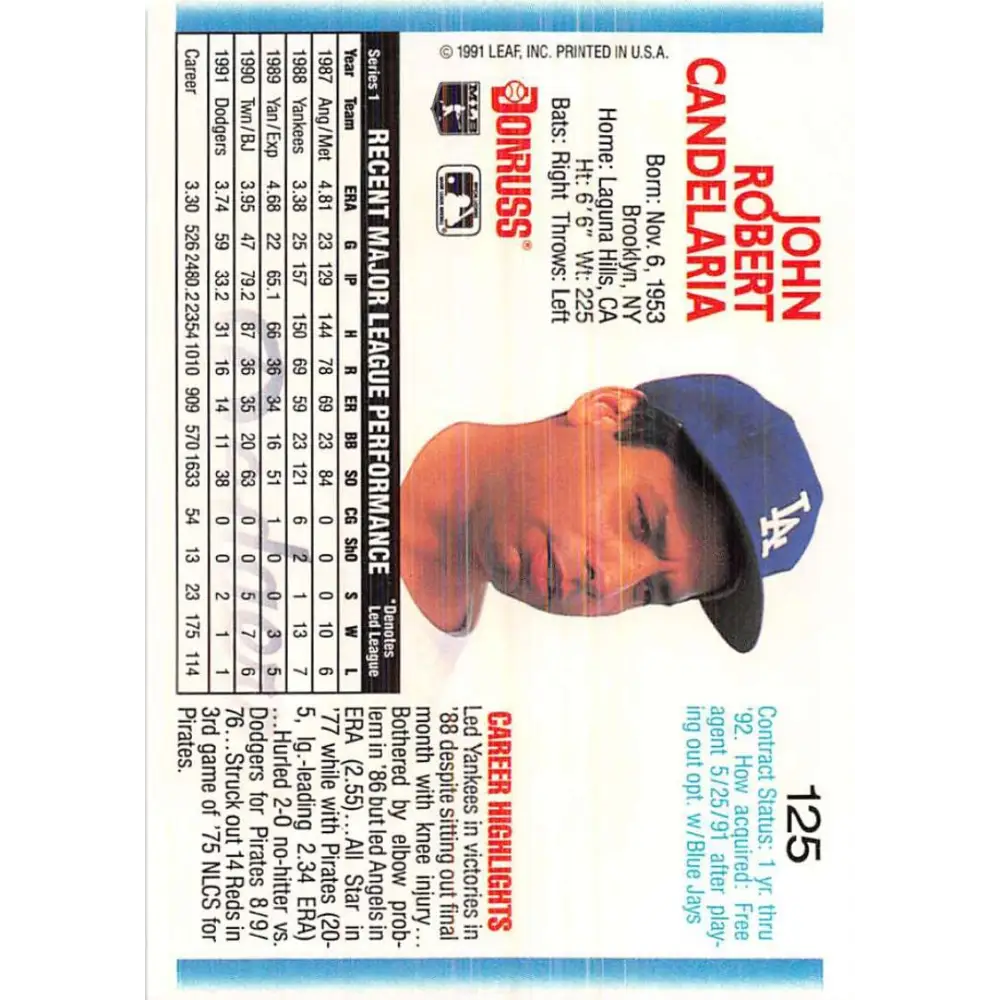 JOHN
ROBERT
CANDELARIA
125
Born: Nov. 6, 1953
Brooklyn, NY
Home: Laguna Hills, CA
Ht: 6'6" Wt: 225
Bats: Right Throws: Left
DONRUSS®
© 1991 LEAF, INC. PRINTED IN U.S.A.
MLB
LA
Contract Status: 1 yr. thru
'92. How acquired: Free
agent 5/25/91 after play-
ing out opt. w/Blue Jays
CAREER HIGHLIGHTS
Led Yankees in victories in
'88 despite sitting out final
month with knee injury...
Bothered by elbow prob-
lem in '86 but led Angels in
ERA (2.55)...All Star in
'77 while with Pirates (20-
5, lg.-leading 2.34 ERA)
...Hurled 2-0 no-hitter vs.
Dodgers for Pirates 8/9/
76...Struck out 14 Reds in
3rd game of '75 NLCS for
Pirates.
Series 1 RECENT MAJOR LEAGUE PERFORMANCE *Denotes
Led League
Year Team ERA G IP H R ER BB SO CG ShO S W L
1987 Ang/Met 4.81 23 129 144 78 69 23 84 0 0 0 10 6
1988 Yankees 3.38 25 157 150 69 59 23 121 6 2 1 13 7
1989 Yan/Exp 4.68 22 65.1 66 36 34 16 51 1 0 0 3 5
1990 Twn/BJ 3.95 47 79.2 87 36 35 20 63 0 0 5 7 6
1991 Dodgers 3.74 59 33.2 31 16 14 11 38 0 0 2 1 1
Career 3.30 526 2480.2 2354 1010 909 570 1633 54 13 23 175 114